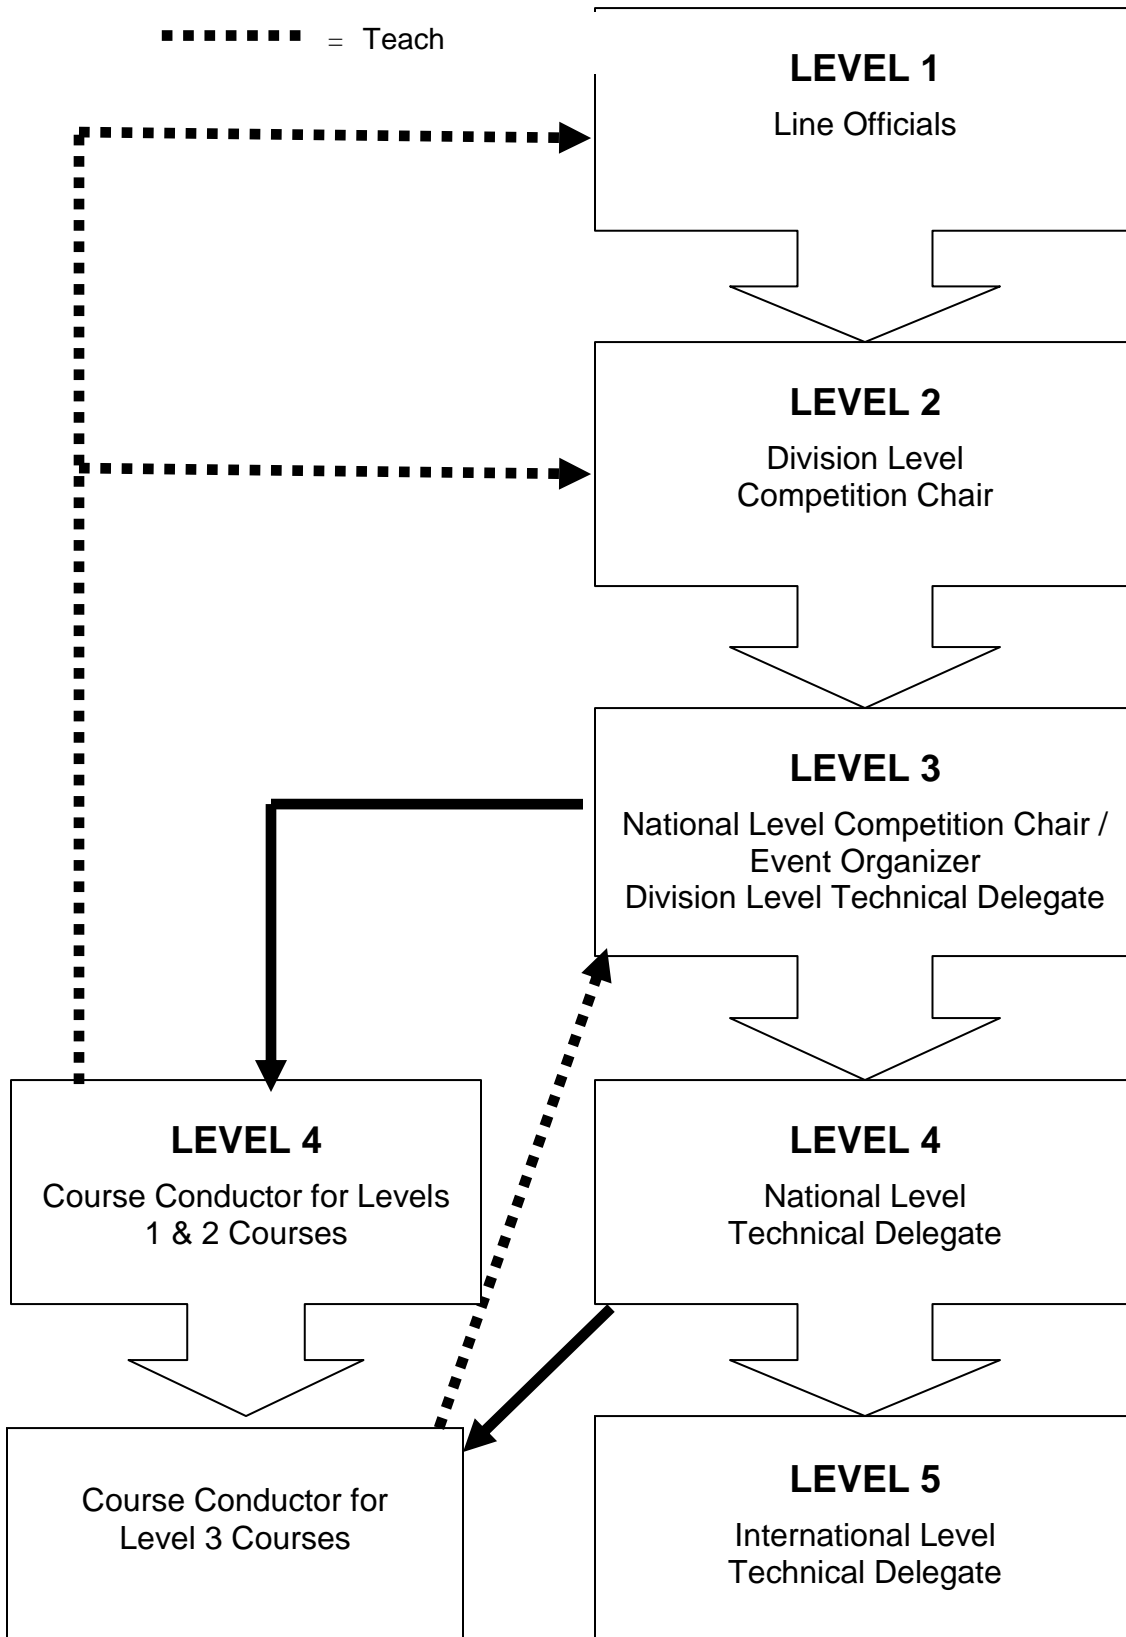 = Teach
LEVEL 1
Line Officials
LEVEL 2
Division Level
Competition Chair
LEVEL 3
National Level Competition Chair /
Event Organizer
Division Level Technical Delegate
LEVEL 4
Course Conductor for Levels
1 & 2 Courses
LEVEL 4
National Level
Technical Delegate
Course Conductor for
Level 3 Courses
LEVEL 5
International Level
Technical Delegate